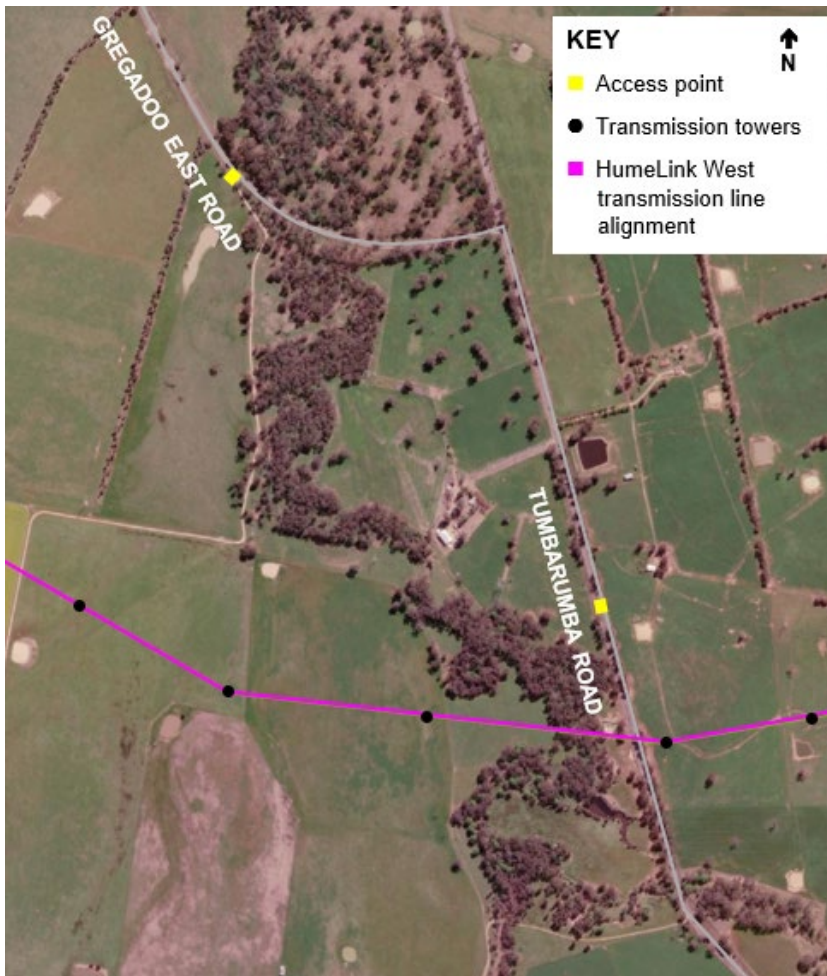 KEY
N
Access point
Transmission towers
HumeLink West
transmission line
alignment
GREGADOO EAST ROAD
TUMBARUMBA ROAD